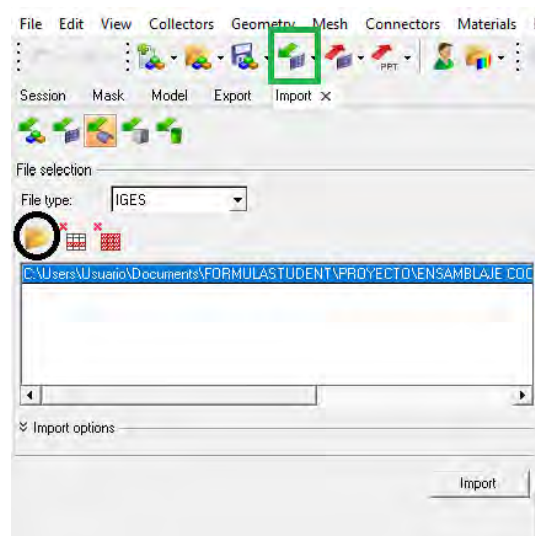 File Edit View Collectors Geometry Mesh Connectors Materials
PPT
Session Mask Model Export Import ×
File selection
File type: IGES
C:\Users\Usuario\Documents\FORMULASTUDENT\PROYECTO\ENSAMBLAJE COC
Import options
Import